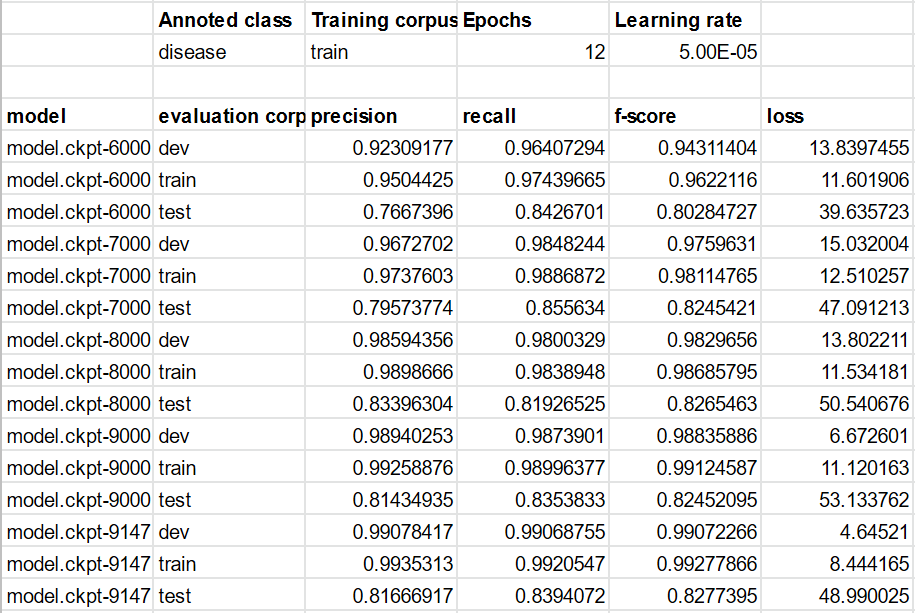 Annoted class Training corpus Epochs Learning rate
disease train 12 5.00E-05
model evaluation corp precision recall f-score loss
model.ckpt-6000 dev 0.92309177 0.96407294 0.94311404 13.8397455
model.ckpt-6000 train 0.9504425 0.97439665 0.9622116 11.601906
model.ckpt-6000 test 0.7667396 0.8426701 0.80284727 39.635723
model.ckpt-7000 dev 0.9672702 0.9848244 0.9759631 15.032004
model.ckpt-7000 train 0.9737603 0.9886872 0.98114765 12.510257
model.ckpt-7000 test 0.79573774 0.855634 0.8245421 47.091213
model.ckpt-8000 dev 0.98594356 0.9800329 0.9829656 13.802211
model.ckpt-8000 train 0.9898666 0.9838948 0.98685795 11.534181
model.ckpt-8000 test 0.83396304 0.81926525 0.8265463 50.540676
model.ckpt-9000 dev 0.98940253 0.9873901 0.98835886 6.672601
model.ckpt-9000 train 0.99258876 0.98996377 0.99124587 11.120163
model.ckpt-9000 test 0.81434935 0.8353833 0.82452095 53.133762
model.ckpt-9147 dev 0.99078417 0.99068755 0.99072266 4.64521
model.ckpt-9147 train 0.9935313 0.9920547 0.99277866 8.444165
model.ckpt-9147 test 0.81666917 0.8394072 0.8277395 48.990025